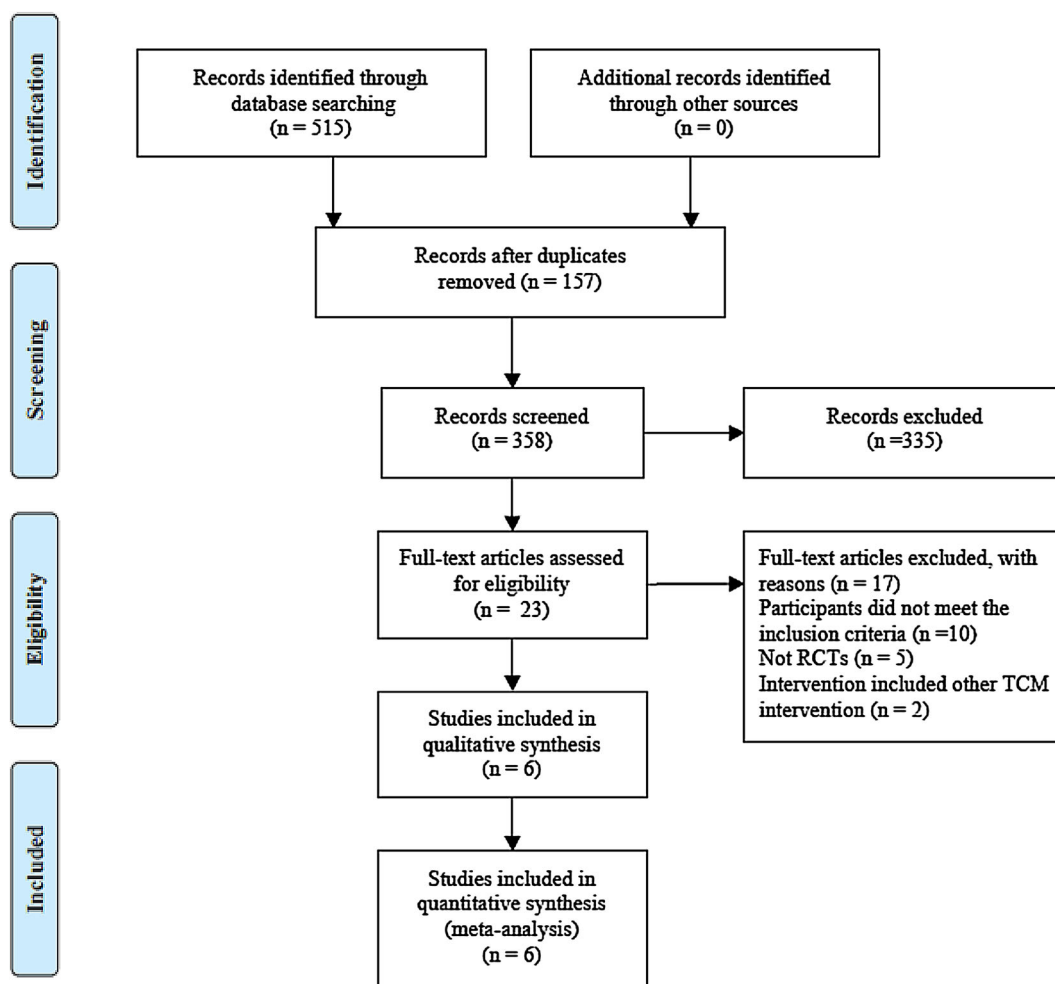 Identification
Records identified through
database searching
(n = 515)
Additional records identified
through other sources
(n = 0)
Records after duplicates
removed (n = 157)
Screening
Records screened
(n = 358)
Records excluded
(n =335)
Eligibility
Full-text articles assessed
for eligibility
(n = 23)
Full-text articles excluded, with
reasons (n = 17)
Participants did not meet the
inclusion criteria (n =10)
Not RCTs (n = 5)
Intervention included other TCM
intervention (n = 2)
Studies included in
qualitative synthesis
(n = 6)
Included
Studies included in
quantitative synthesis
(meta-analysis)
(n = 6)